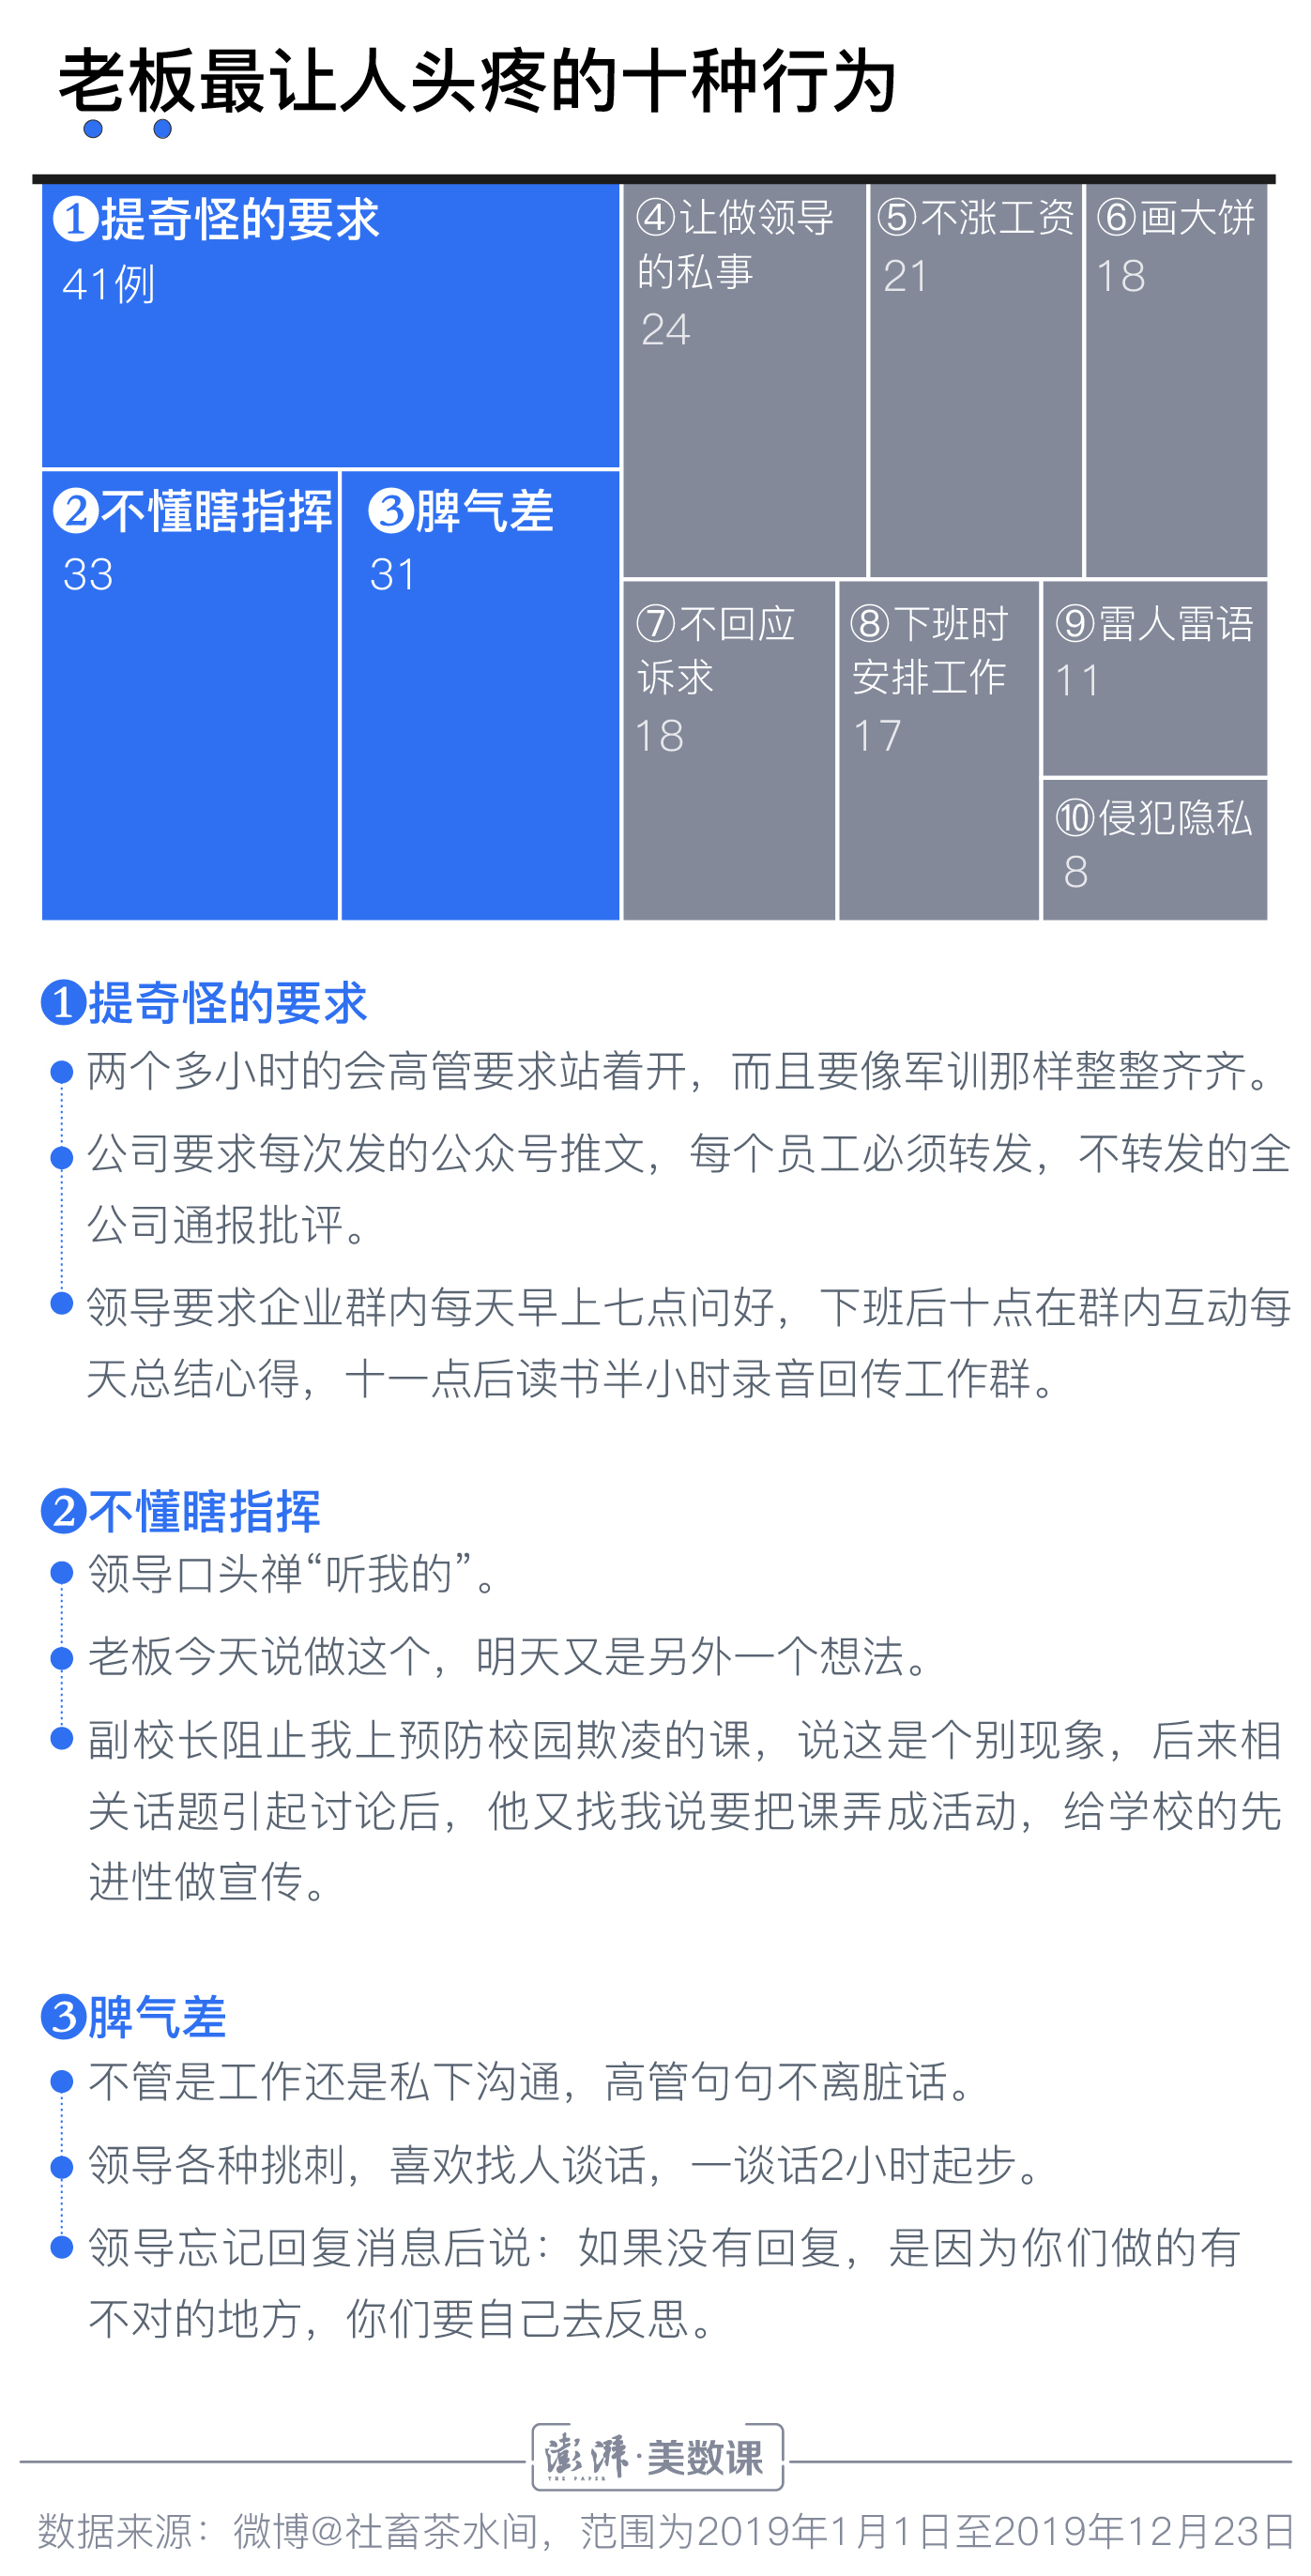 老板最让人头疼的十种行为
❶提奇怪的要求
41例
❷不懂瞎指挥
33
❸脾气差
31
④让做领导
的私事
24
⑤不涨工资
21
⑥画大饼
18
⑦不回应
诉求
18
⑧下班时
安排工作
17
⑨雷人雷语
11
⑩侵犯隐私
8
❶提奇怪的要求
两个多小时的会高管要求站着开，而且要像军训那样整整齐齐。
公司要求每次发的公众号推文，每个员工必须转发，不转发的全
公司通报批评。
领导要求企业群内每天早上七点问好，下班后十点在群内互动每
天总结心得，十一点后读书半小时录音回传工作群。
❷不懂瞎指挥
领导口头禅“听我的”。
老板今天说做这个，明天又是另外一个想法。
副校长阻止我上预防校园欺凌的课，说这是个别现象，后来相
关话题引起讨论后，他又找我说要把课弄成活动，给学校的先
进性做宣传。
❸脾气差
不管是工作还是私下沟通，高管句句不离脏话。
领导各种挑刺，喜欢找人谈话，一谈话2小时起步。
领导忘记回复消息后说：如果没有回复，是因为你们做的有
不对的地方，你们要自己去反思。
澎湃·美数课
THE PAPER
数据来源：微博@社畜茶水间，范围为2019年1月1日至2019年12月23日